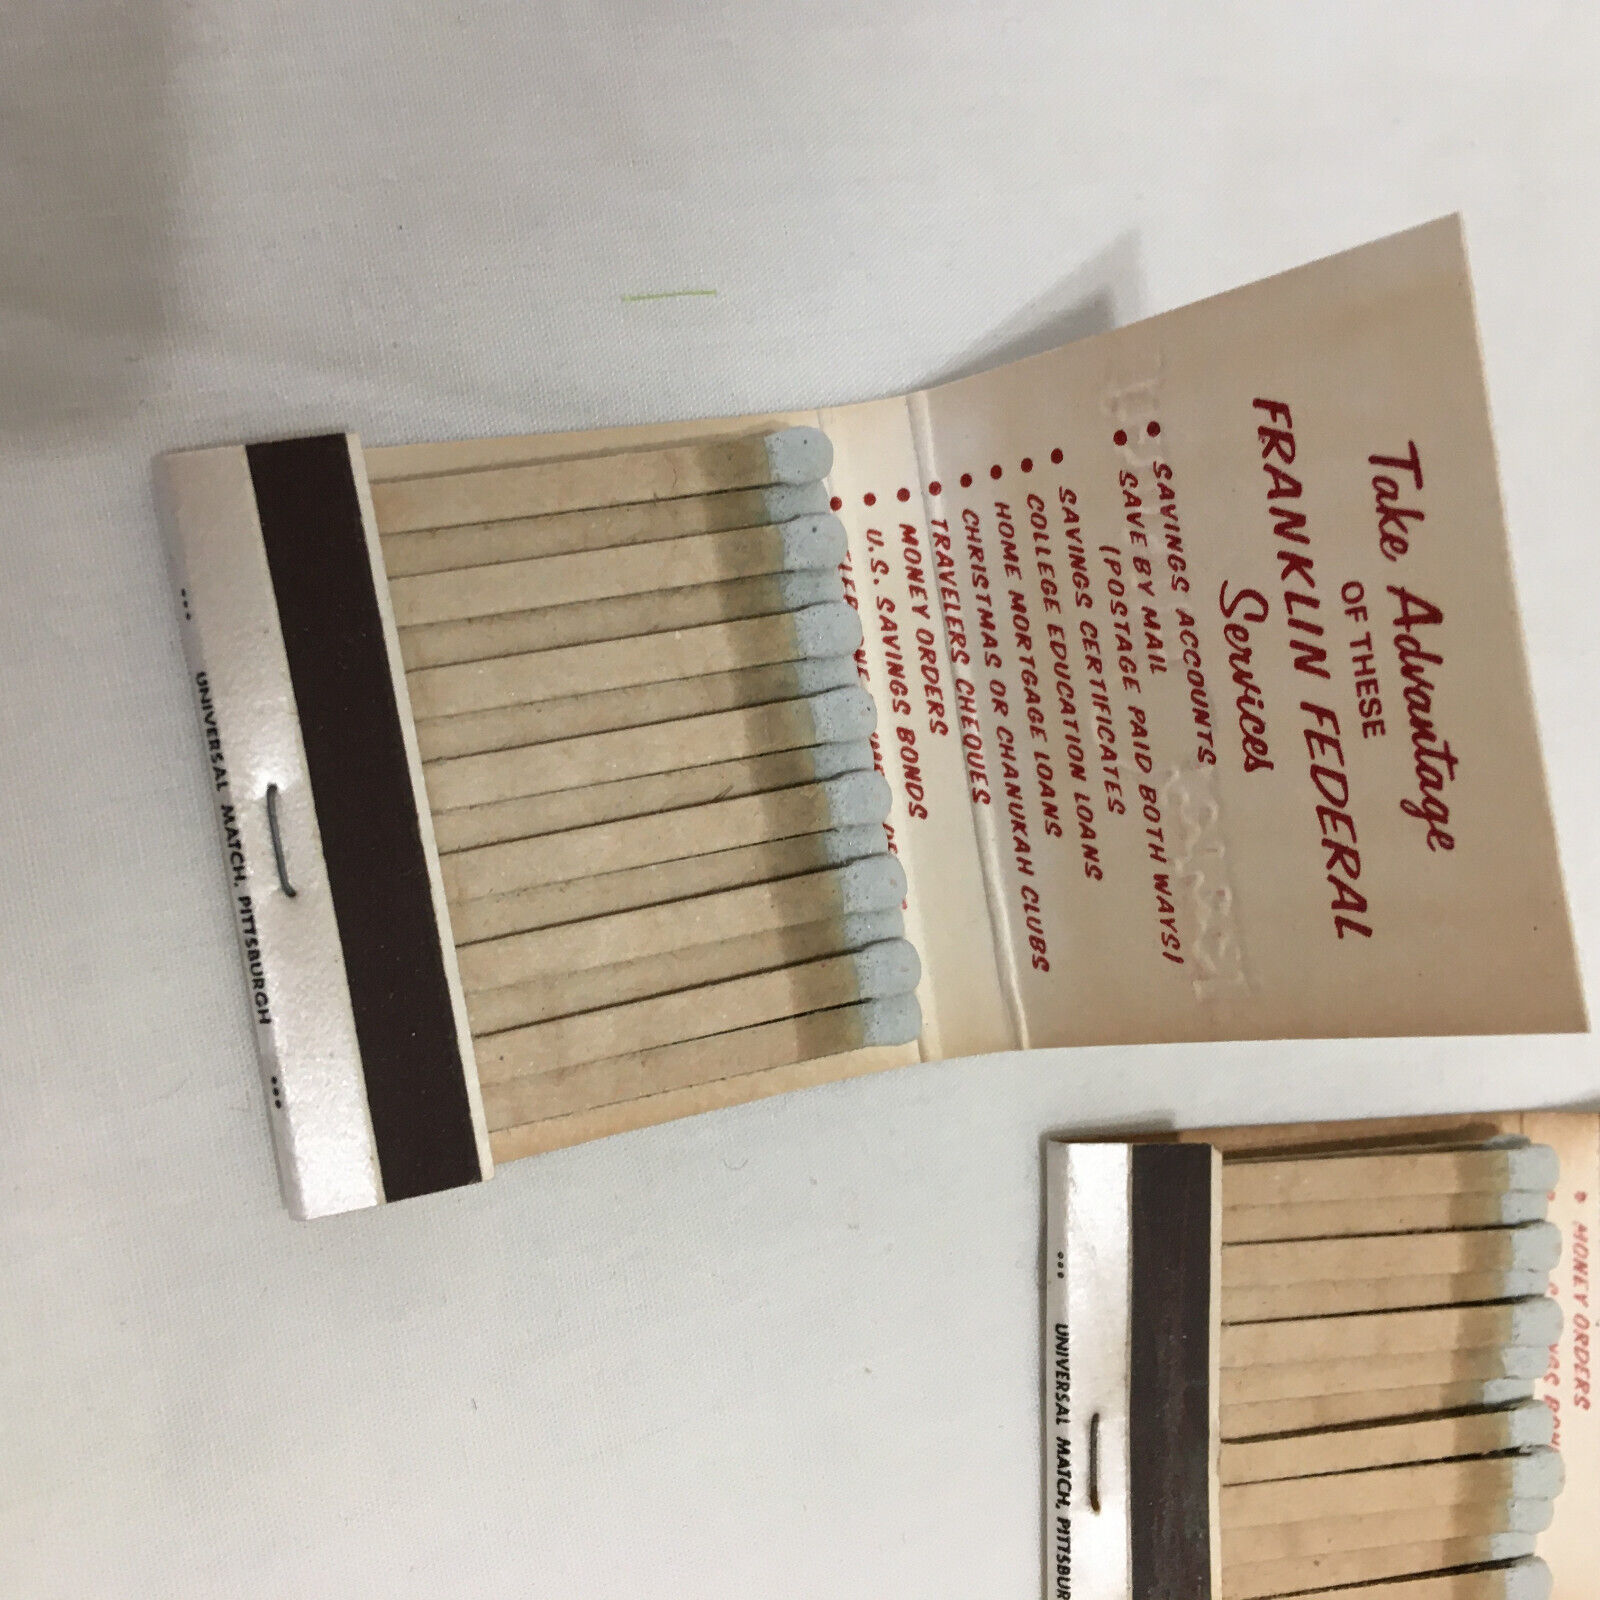 Take Advantage
OF THESE
FRANKLIN FEDERAL
Services
• SAVINGS ACCOUNTS
• SAVE BY MAIL
(POSTAGE PAID BOTH WAYS)
• SAVINGS CERTIFICATES
• COLLEGE EDUCATION LOANS
• HOME MORTGAGE LOANS
• CHRISTMAS OR CHANUKAH CLUBS
• TRAVELERS CHEQUES
• MONEY ORDERS
• U.S. SAVINGS BONDS
•
••• UNIVERSAL MATCH, PITTSBURGH •••
• MONEY ORDERS
••• UNIVERSAL MATCH, PITTSBUR